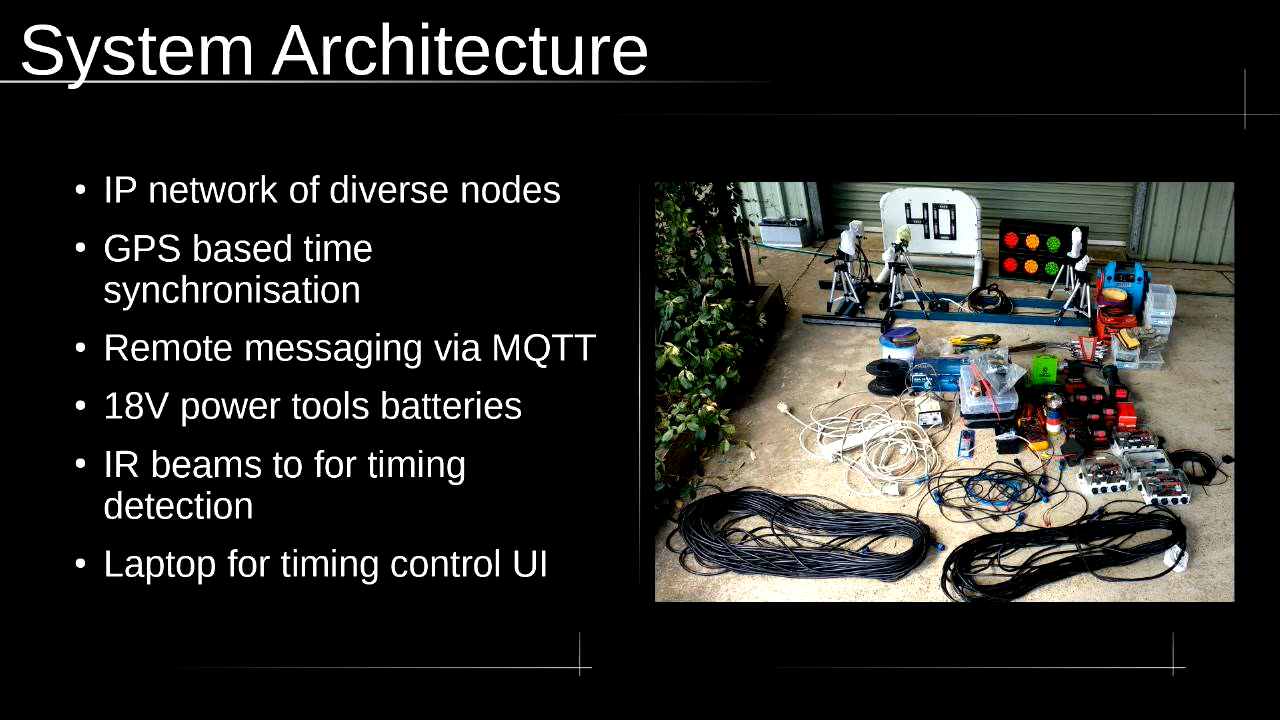 System Architecture
• IP network of diverse nodes
• GPS based time
synchronisation
• Remote messaging via MQTT
• 18V power tools batteries
• IR beams to for timing
detection
• Laptop for timing control UI
40